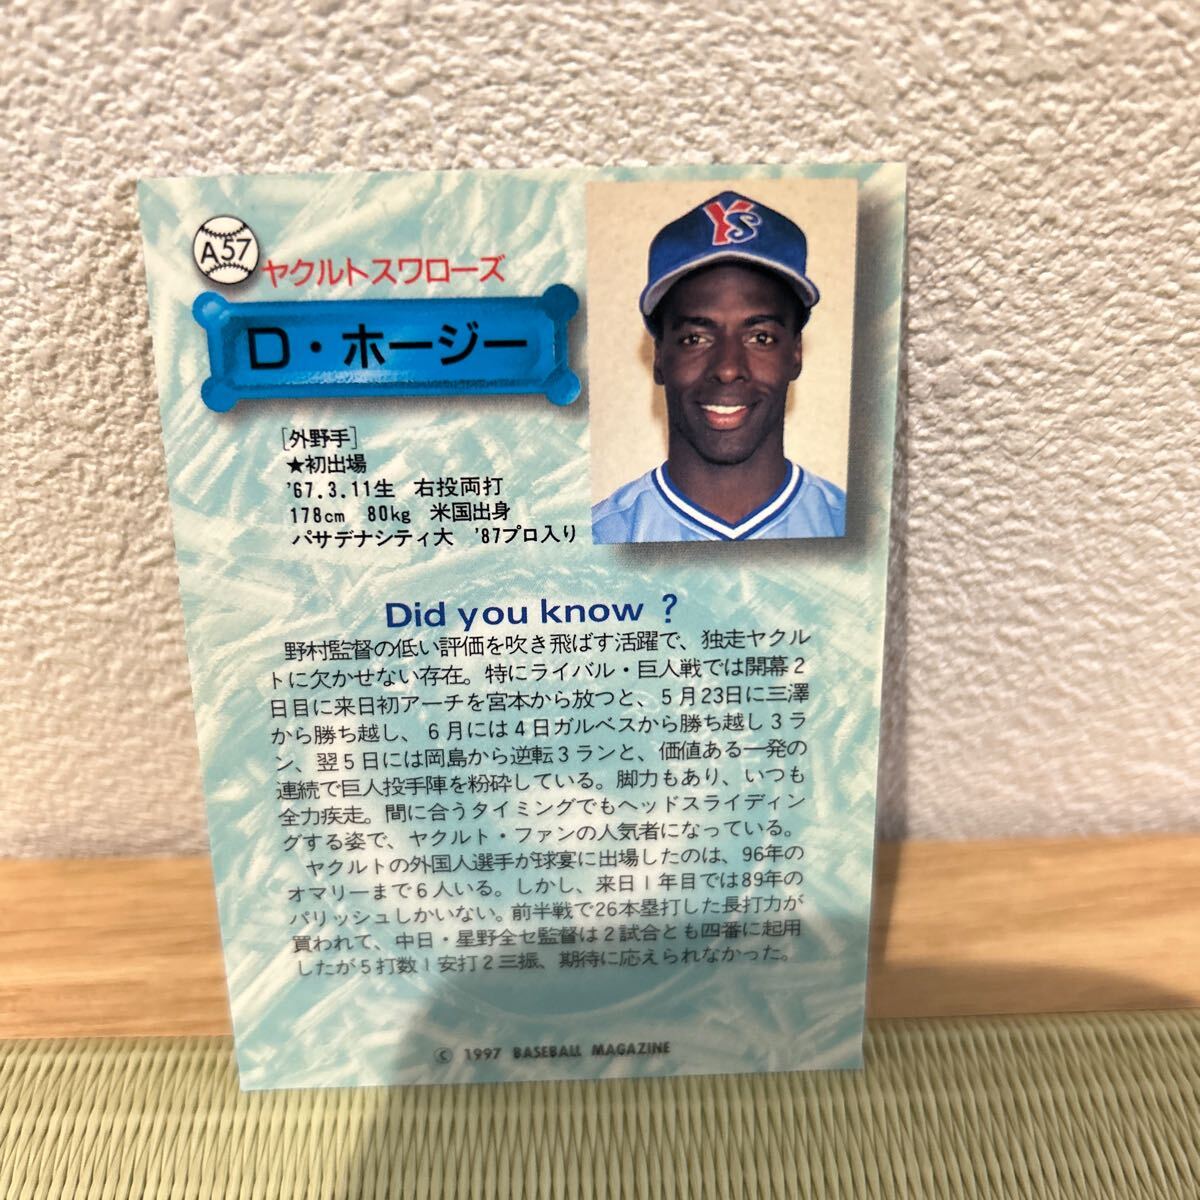 A57
ヤクルトスワローズ
D・ホージー
YS
[外野手]
★初出場
'67.3.11生 右投両打
178cm 80kg 米国出身
パサデナシティ大 '87プロ入り
Did you know ?
野村監督の低い評価を吹き飛ばす活躍で、独走ヤクル
トに欠かせない存在。特にライバル・巨人戦では開幕2
日目に来日初アーチを宮本から放つと、5月23日に三澤
から勝ち越し、6月には4日ガルベスから勝ち越し3ラ
ン、翌5日には岡島から逆転3ランと、価値ある一発の
連続で巨人投手陣を粉砕している。脚力もあり、いつも
全力疾走。間に合うタイミングでもヘッドスライディン
グする姿で、ヤクルト・ファンの人気者になっている。
ヤクルトの外国人選手が球宴に出場したのは、96年の
オマリーまで6人いる。しかし、来日1年目では89年の
パリッシュしかいない。前半戦で26本塁打した長打力が
買われて、中日・星野全セ監督は2試合とも四番に起用
したが5打数1安打2三振、期待に応えられなかった。
© 1997 BASEBALL MAGAZINE